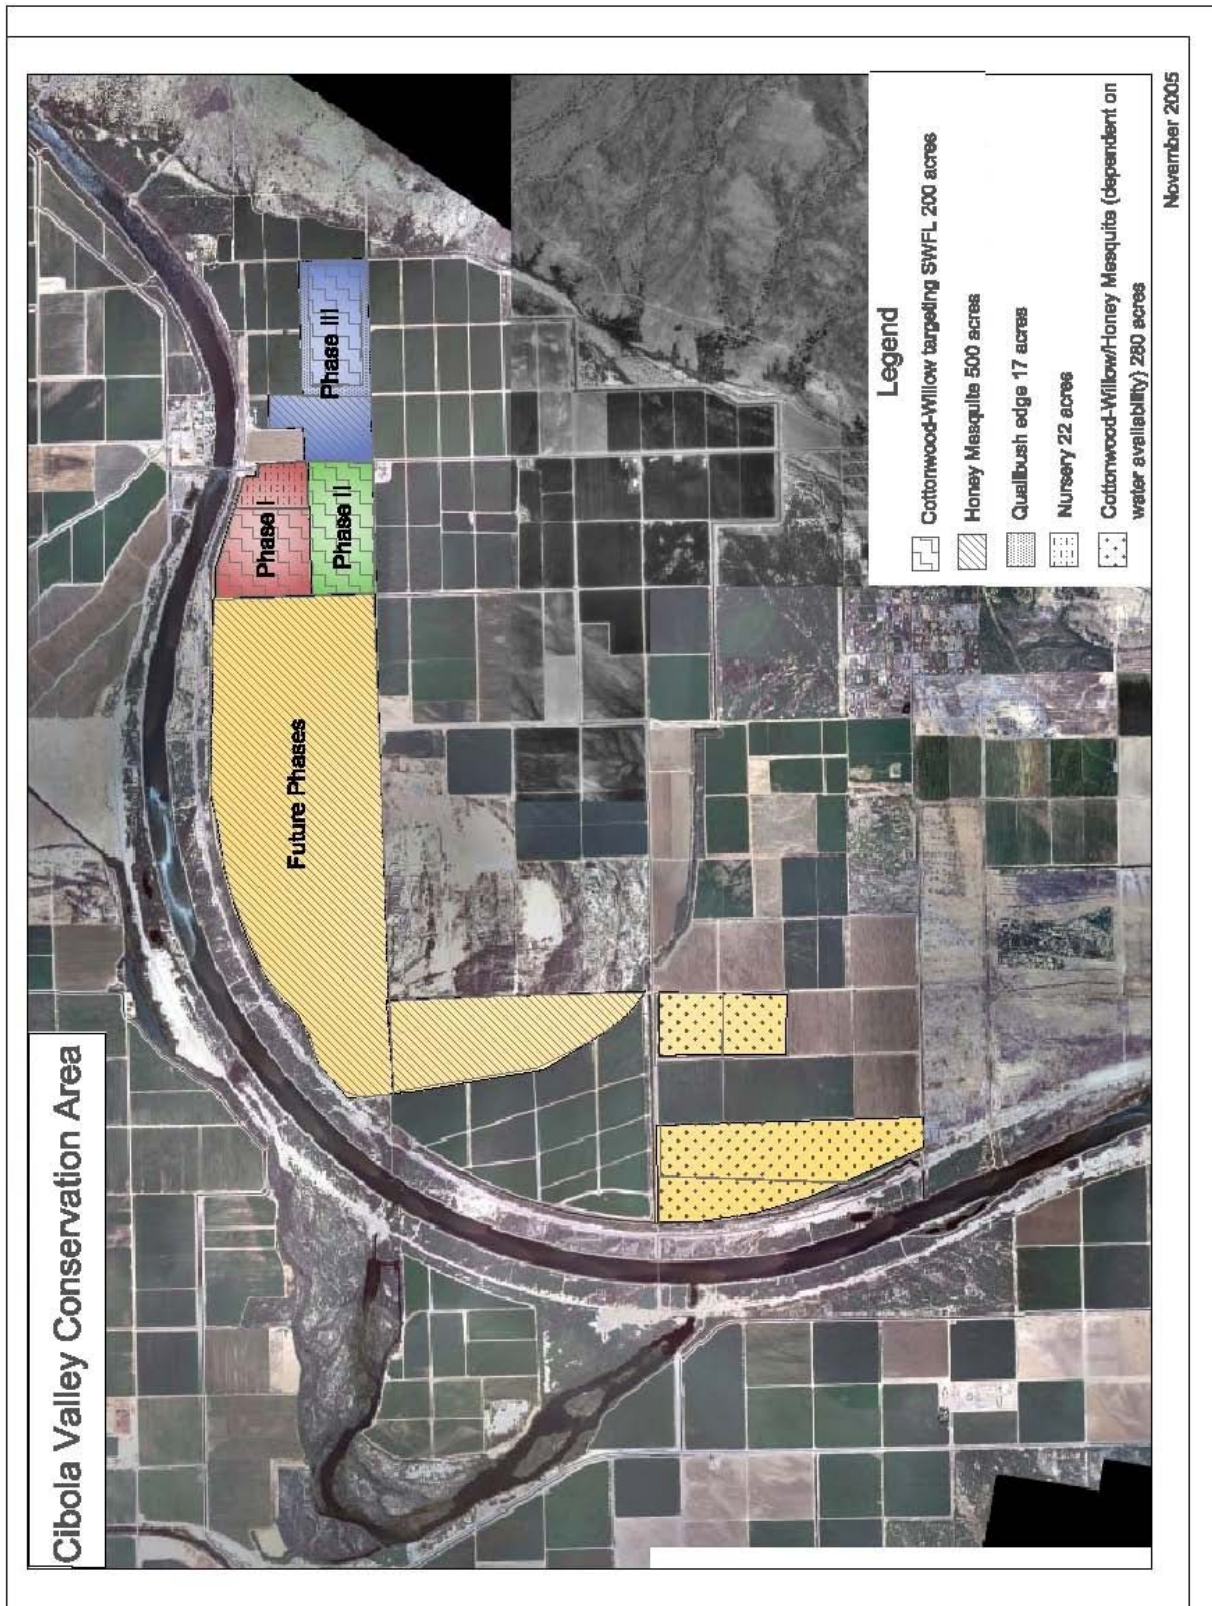 Cibola Valley Conservation Area
Future Phases
Phase I
Phase II
Phase III
Legend
Cottonwood-Willow targeting SWFL 200 acres
Honey Mesquite 500 acres
Quailbush edge 17 acres
Nursery 22 acres
Cottonwood-Willow/Honey Mesquite (dependent on
water availability) 280 acres
November 2005